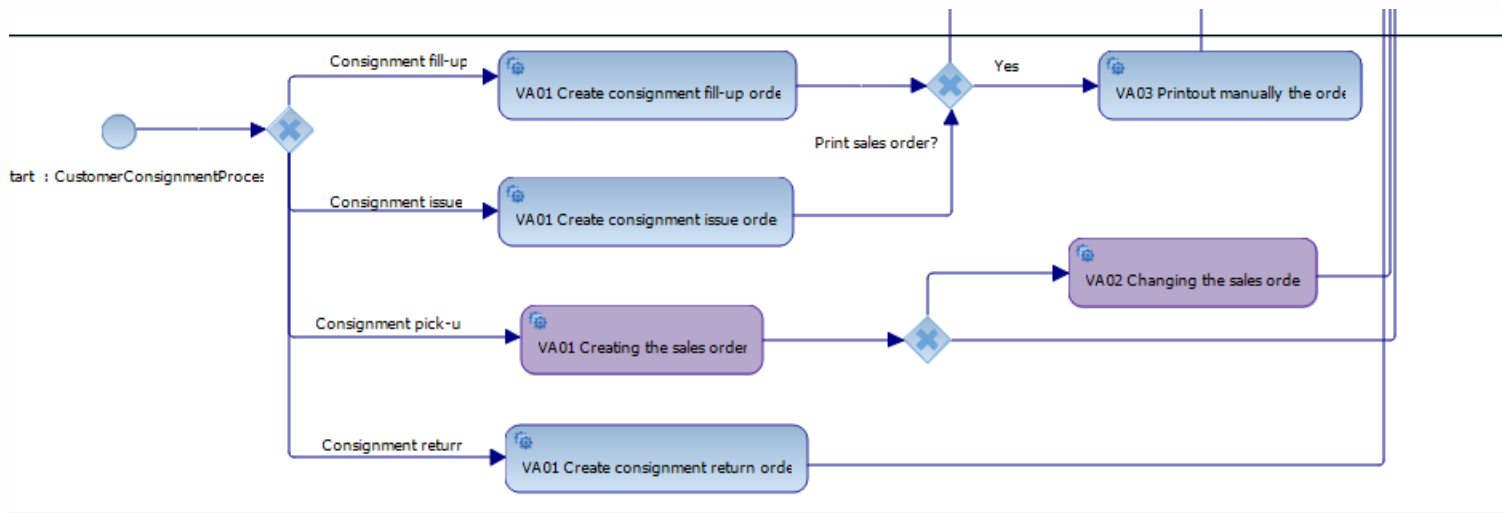 Consignment fill-up
VA01 Create consignment fill-up orde
Yes
VA03 Printout manually the orde
Print sales order?
tart : CustomerConsignmentProces
Consignment issue
VA01 Create consignment issue orde
VA02 Changing the sales orde
Consignment pick-u
VA01 Creating the sales order
Consignment return
VA01 Create consignment return orde